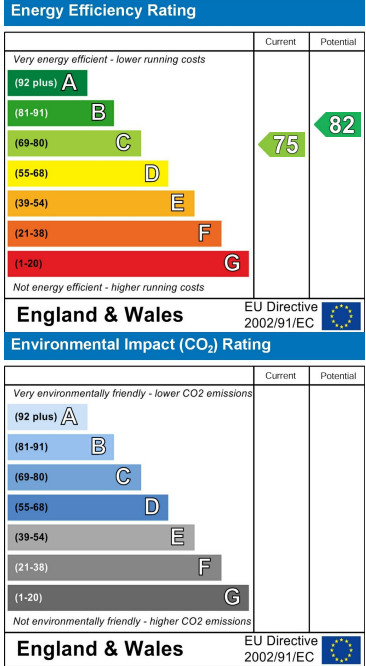 Energy Efficiency Rating
Current Potential
Very energy efficient - lower running costs
(92 plus) A
(81-91) B
(69-80) C
(55-68) D
(39-54) E
(21-38) F
(1-20) G
75
82
Not energy efficient - higher running costs
England & Wales
EU Directive
2002/91/EC
Environmental Impact (CO₂) Rating
Current Potential
Very environmentally friendly - lower CO2 emissions
(92 plus) A
(81-91) B
(69-80) C
(55-68) D
(39-54) E
(21-38) F
(1-20) G
Not environmentally friendly - higher CO2 emissions
England & Wales
EU Directive
2002/91/EC